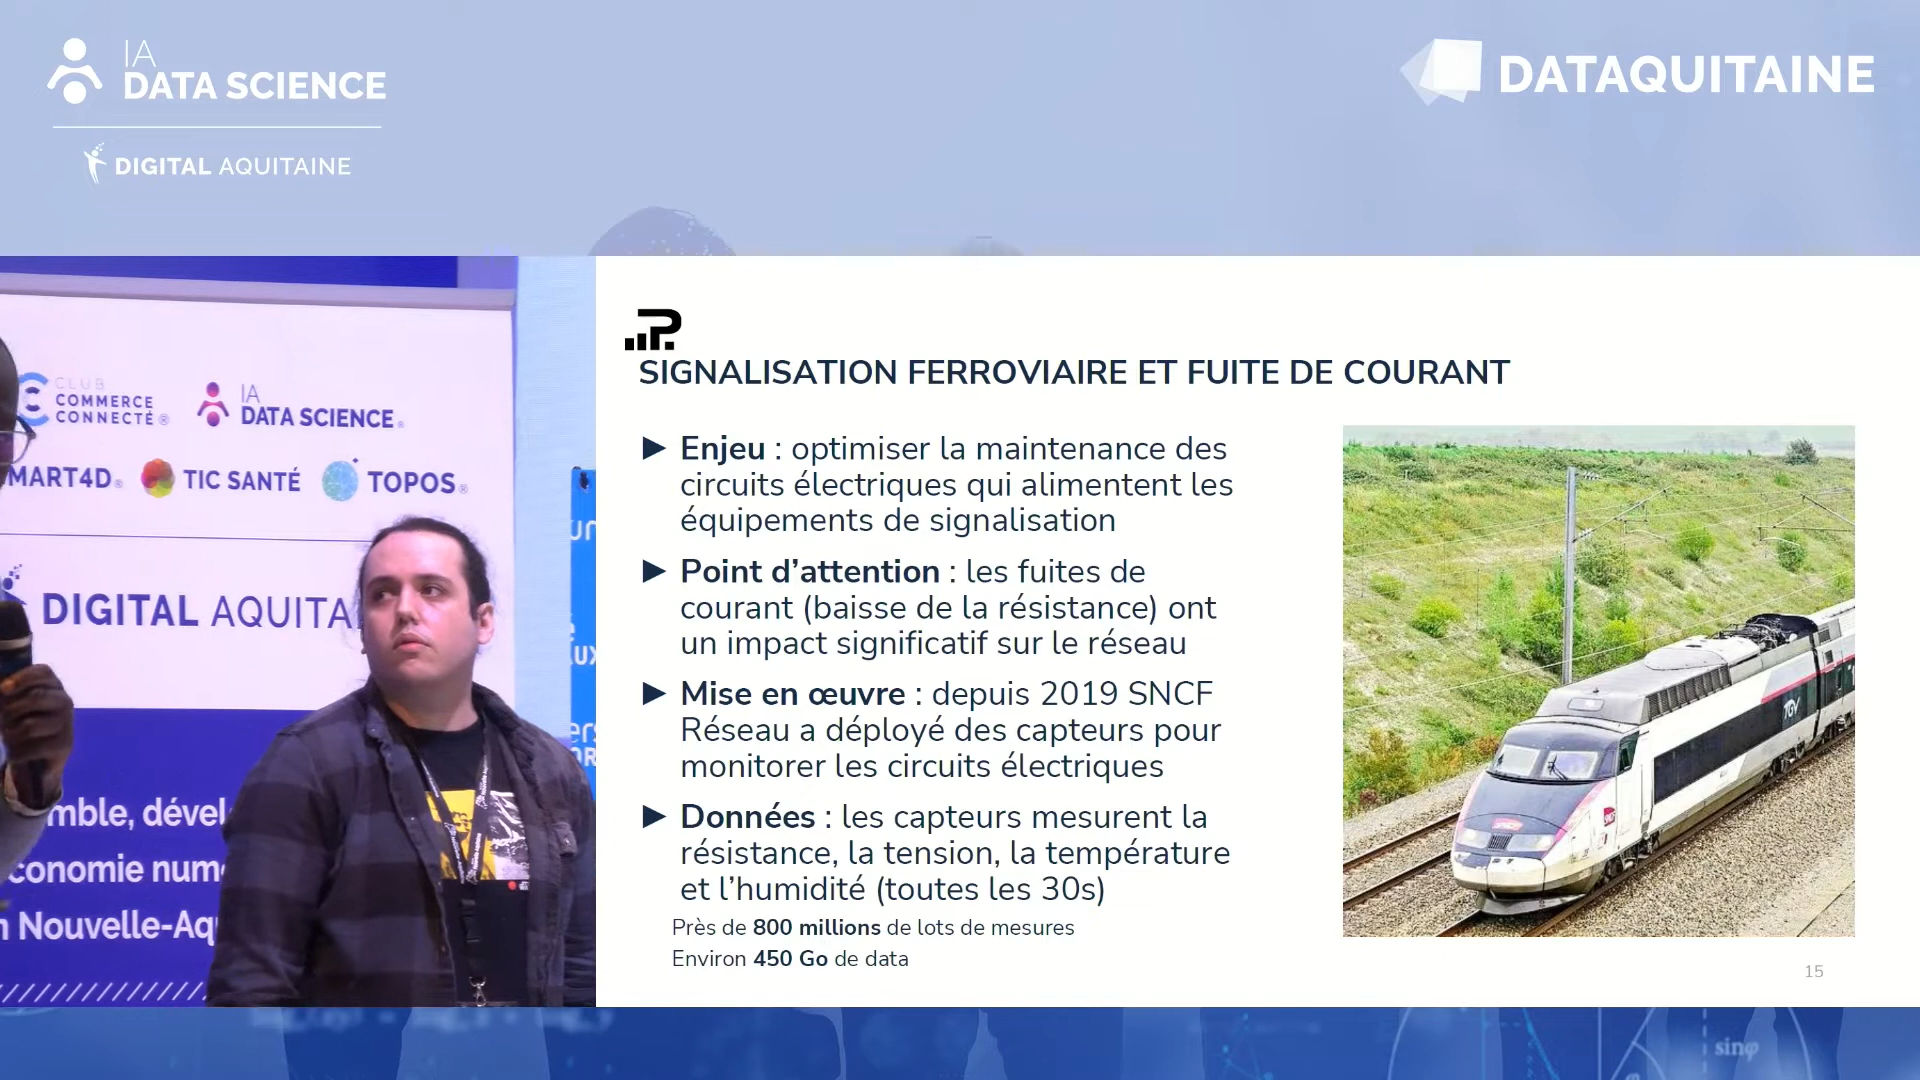 IA
DATA SCIENCE
DIGITAL AQUITAINE
DATAQUITAINE
CLUB
COMMERCE
CONNECTÉ®
IA
DATA SCIENCE®
MART4D®
TIC SANTÉ
TOPOS®
DIGITAL AQUITA
mble, dével
conomie num
n Nouvelle-Aq
SIGNALISATION FERROVIAIRE ET FUITE DE COURANT
► Enjeu : optimiser la maintenance des
circuits électriques qui alimentent les
équipements de signalisation
► Point d’attention : les fuites de
courant (baisse de la résistance) ont
un impact significatif sur le réseau
► Mise en œuvre : depuis 2019 SNCF
Réseau a déployé des capteurs pour
monitorer les circuits électriques
► Données : les capteurs mesurent la
résistance, la tension, la température
et l’humidité (toutes les 30s)
Près de 800 millions de lots de mesures
Environ 450 Go de data
TGV
15
sinφ